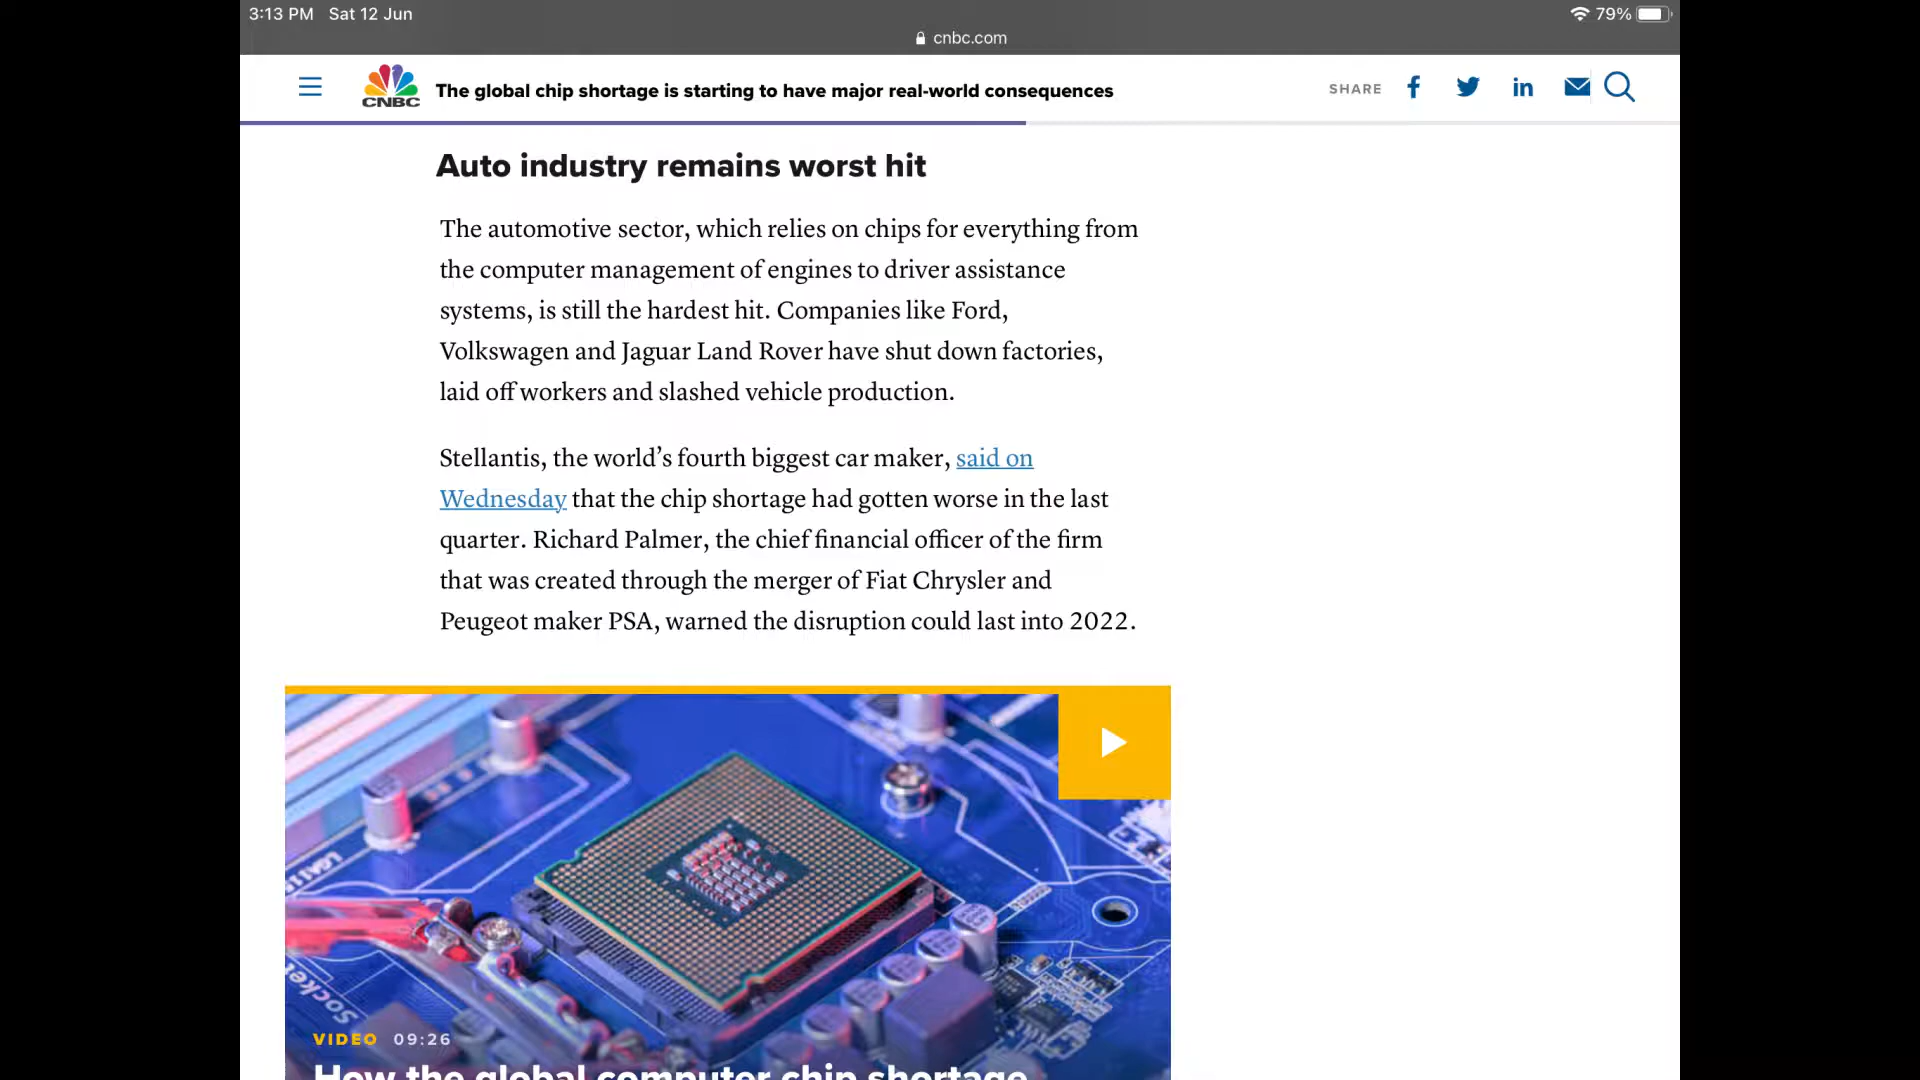 3:13 PM Sat 12 Jun
79%
cnbc.com
CNBC
The global chip shortage is starting to have major real-world consequences
SHARE
Auto industry remains worst hit
The automotive sector, which relies on chips for everything from
the computer management of engines to driver assistance
systems, is still the hardest hit. Companies like Ford,
Volkswagen and Jaguar Land Rover have shut down factories,
laid off workers and slashed vehicle production.
Stellantis, the world’s fourth biggest car maker, said on
Wednesday that the chip shortage had gotten worse in the last
quarter. Richard Palmer, the chief financial officer of the firm
that was created through the merger of Fiat Chrysler and
Peugeot maker PSA, warned the disruption could last into 2022.
Socket
VIDEO 09:26
How the global computer chip shortage